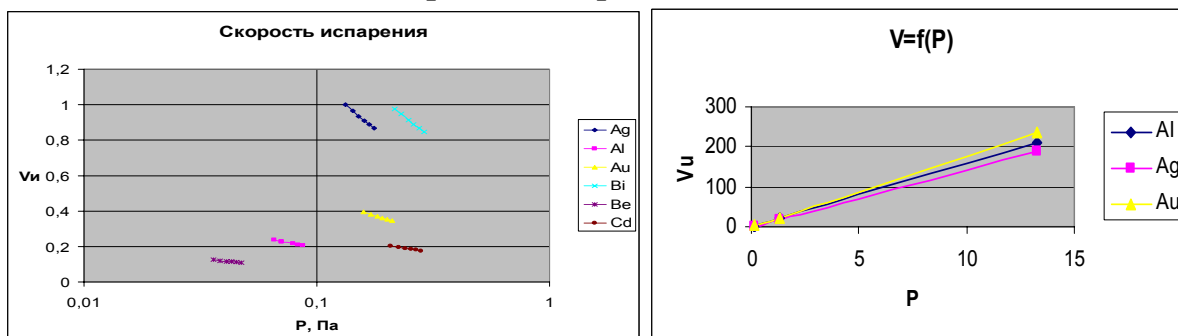 Скорость испарения
Vи
1,2
1
0,8
0,6
0,4
0,2
0
0,01
0,1
1
P, Па
Ag
Al
Au
Bi
Be
Cd
V=f(P)
Vu
300
200
100
0
0
5
10
15
P
Al
Ag
Au